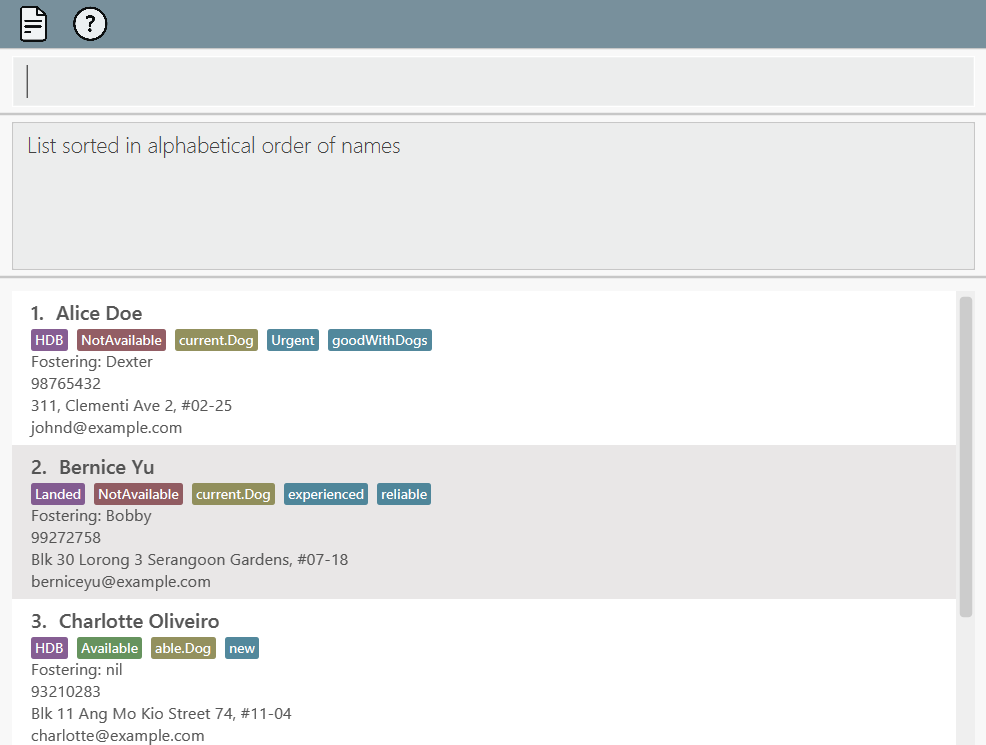 ?
List sorted in alphabetical order of names
1. Alice Doe
HDB NotAvailable current.Dog Urgent goodWithDogs
Fostering: Dexter
98765432
311, Clementi Ave 2, #02-25
johnd@example.com
2. Bernice Yu
Landed NotAvailable current.Dog experienced reliable
Fostering: Bobby
99272758
Blk 30 Lorong 3 Serangoon Gardens, #07-18
berniceyu@example.com
3. Charlotte Oliveiro
HDB Available able.Dog new
Fostering: nil
93210283
Blk 11 Ang Mo Kio Street 74, #11-04
charlotte@example.com